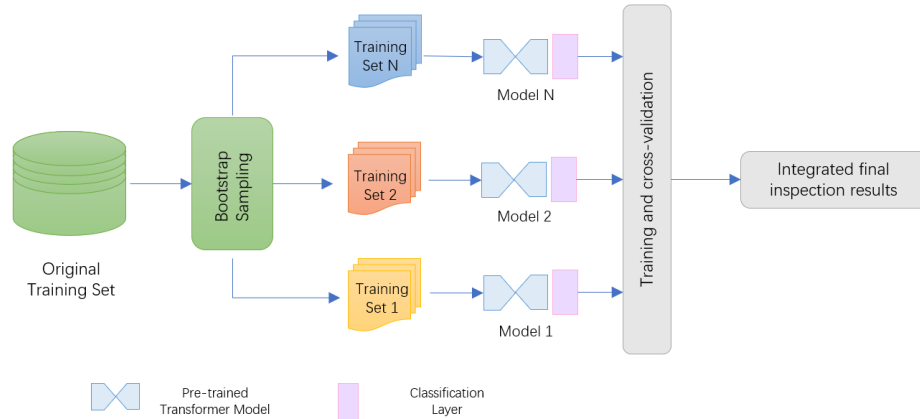 Original
Training Set
Bootstrap
Sampling
Training
Set N
Model N
Training
Set 2
Model 2
Training
Set 1
Model 1
Training and cross-validation
Integrated final
inspection results
Pre-trained
Transformer Model
Classification
Layer